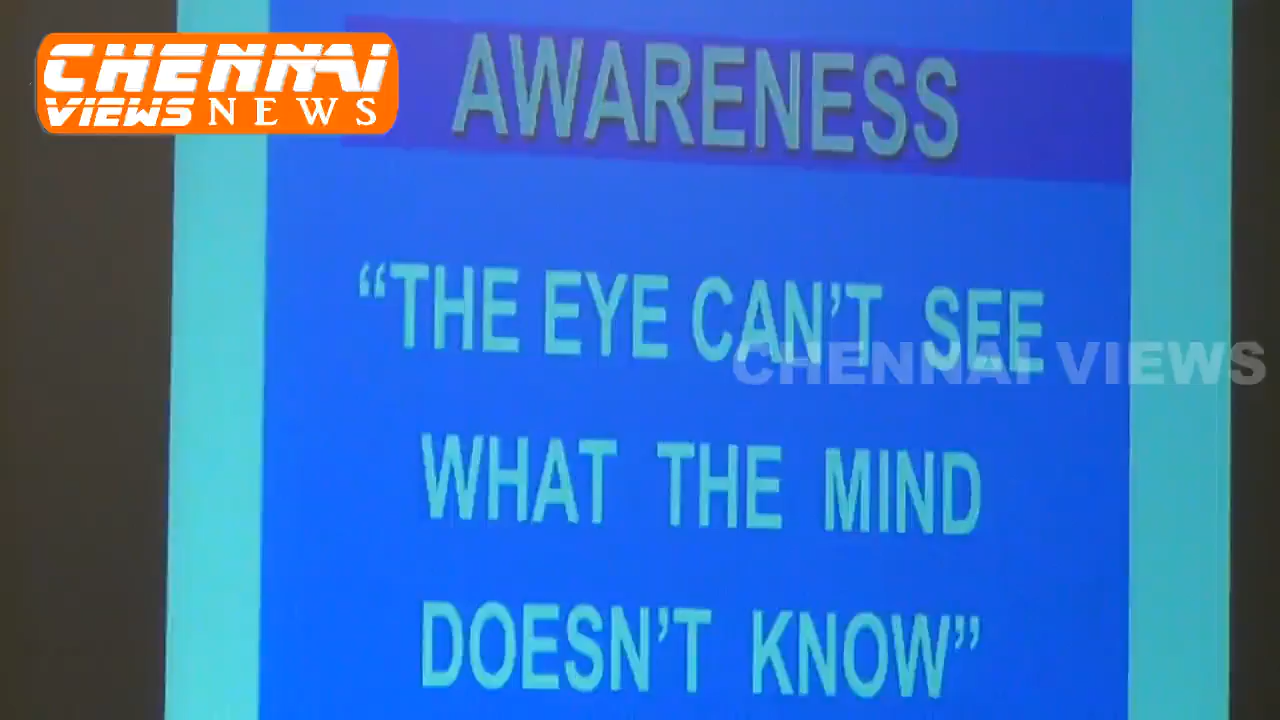 CHENNAI
VIEWS NEWS
AWARENESS
“THE EYE CAN’T SEE
CHENNAI VIEWS
WHAT THE MIND
DOESN’T KNOW”